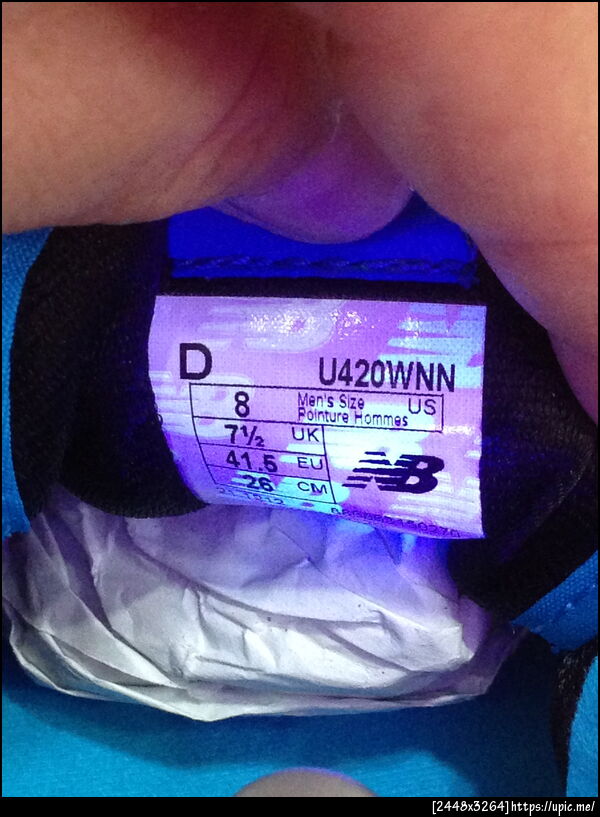 D U420WNN
8 Men's Size US
Pointure Hommes
7½ UK
41.5 EU
26 CM
NB
[2448x3264]https://upic.me/